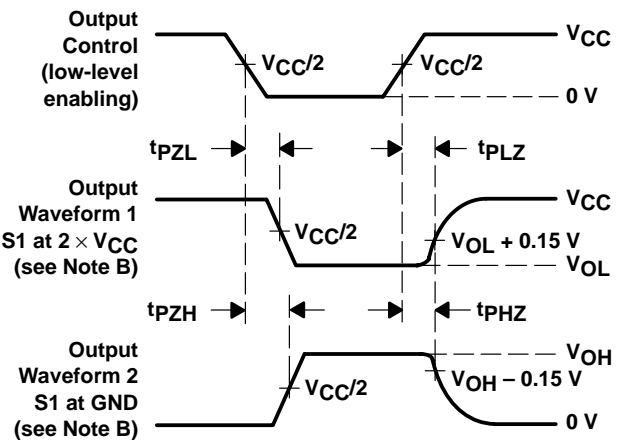 Output
Control
(low-level
enabling)
VCC/2
VCC/2
VCC
0 V
tPZL
tPLZ
Output
Waveform 1
S1 at 2 × VCC
(see Note B)
VCC/2
VCC
VOL + 0.15 V
VOL
tPZH
tPHZ
Output
Waveform 2
S1 at GND
(see Note B)
VCC/2
VOH
VOH – 0.15 V
0 V